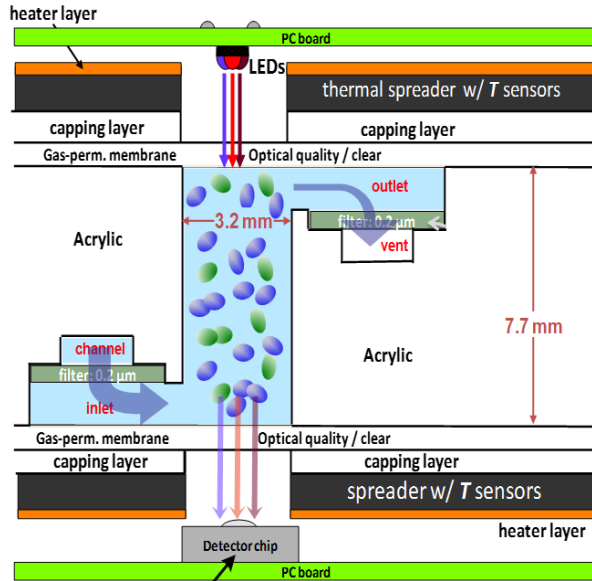 heater layer
PC board
LEDs
thermal spreader w/ T sensors
capping layer
capping layer
Gas-perm. membrane
Optical quality / clear
outlet
filter: 0.2 µm
3.2 mm
vent
Acrylic
7.7 mm
channel
Acrylic
filter: 0.2 µm
inlet
Gas-perm. membrane
Optical quality / clear
capping layer
capping layer
spreader w/ T sensors
heater layer
Detector chip
PC board